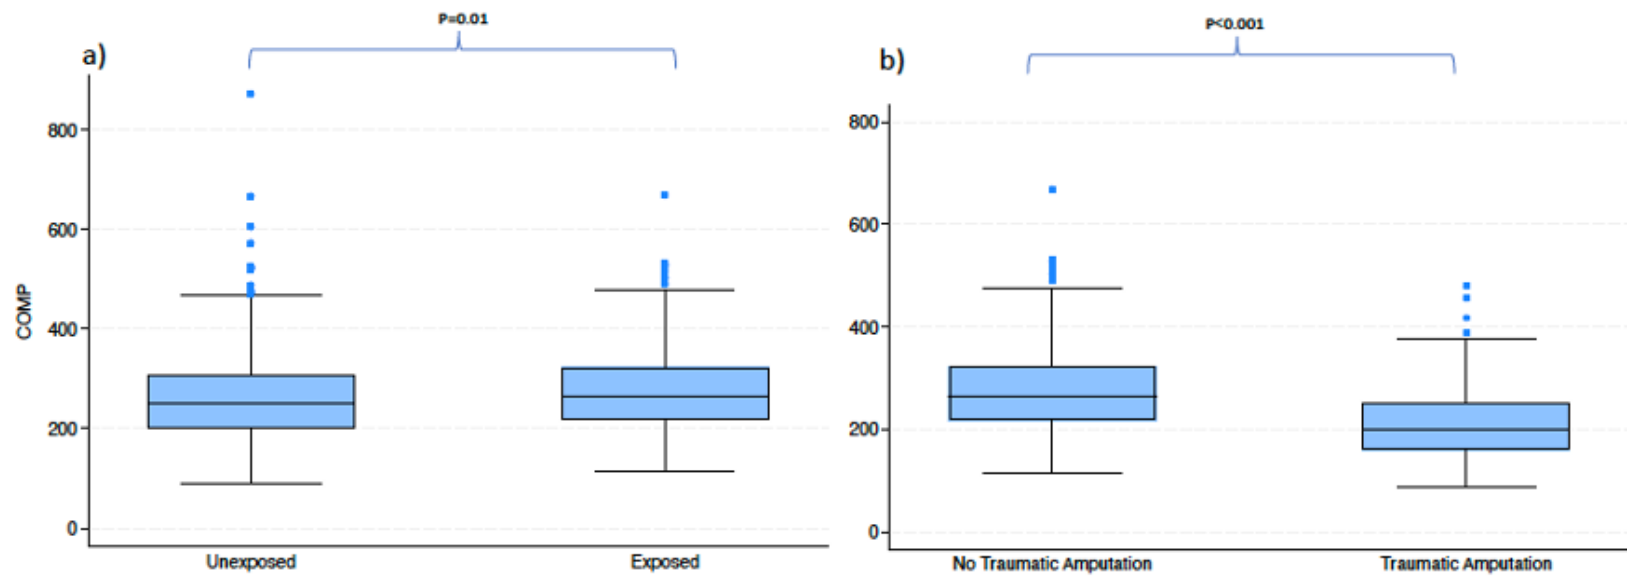 P=0.01
a)
800
600
400
200
0
COMP
Unexposed
Exposed
P<0.001
b)
800
600
400
200
0
No Traumatic Amputation
Traumatic Amputation